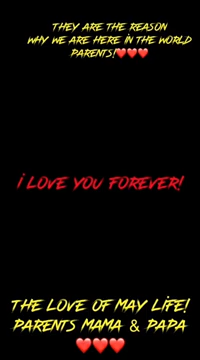 THEY ARE THE REASON
WHY WE ARE HERE IN THE WORLD
PARENTS!❤️❤️❤️
I LOVE YOU FOREVER!
THE LOVE OF MAY LIFE!
PARENTS MAMA & PAPA
❤️❤️❤️